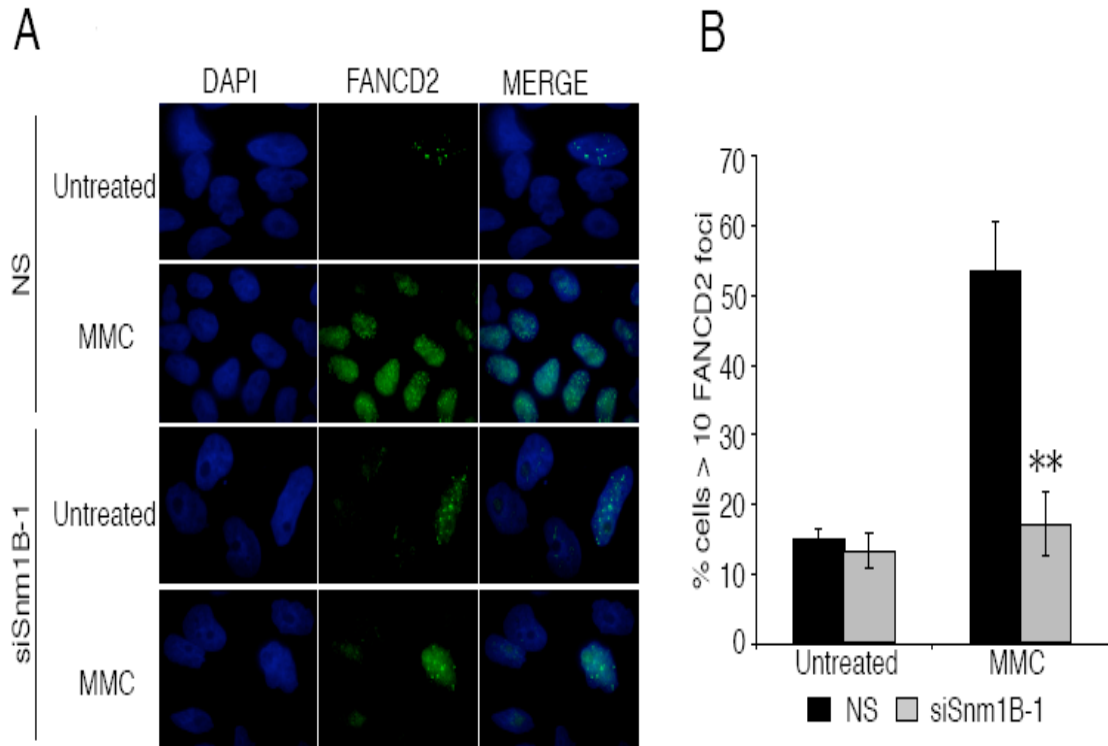 A
DAPI FANCD2 MERGE
NS
Untreated
MMC
siSnm1B-1
Untreated
MMC
B
% cells > 10 FANCD2 foci
70
60
50
40
30
20
10
0
**
Untreated MMC
NS siSnm1B-1